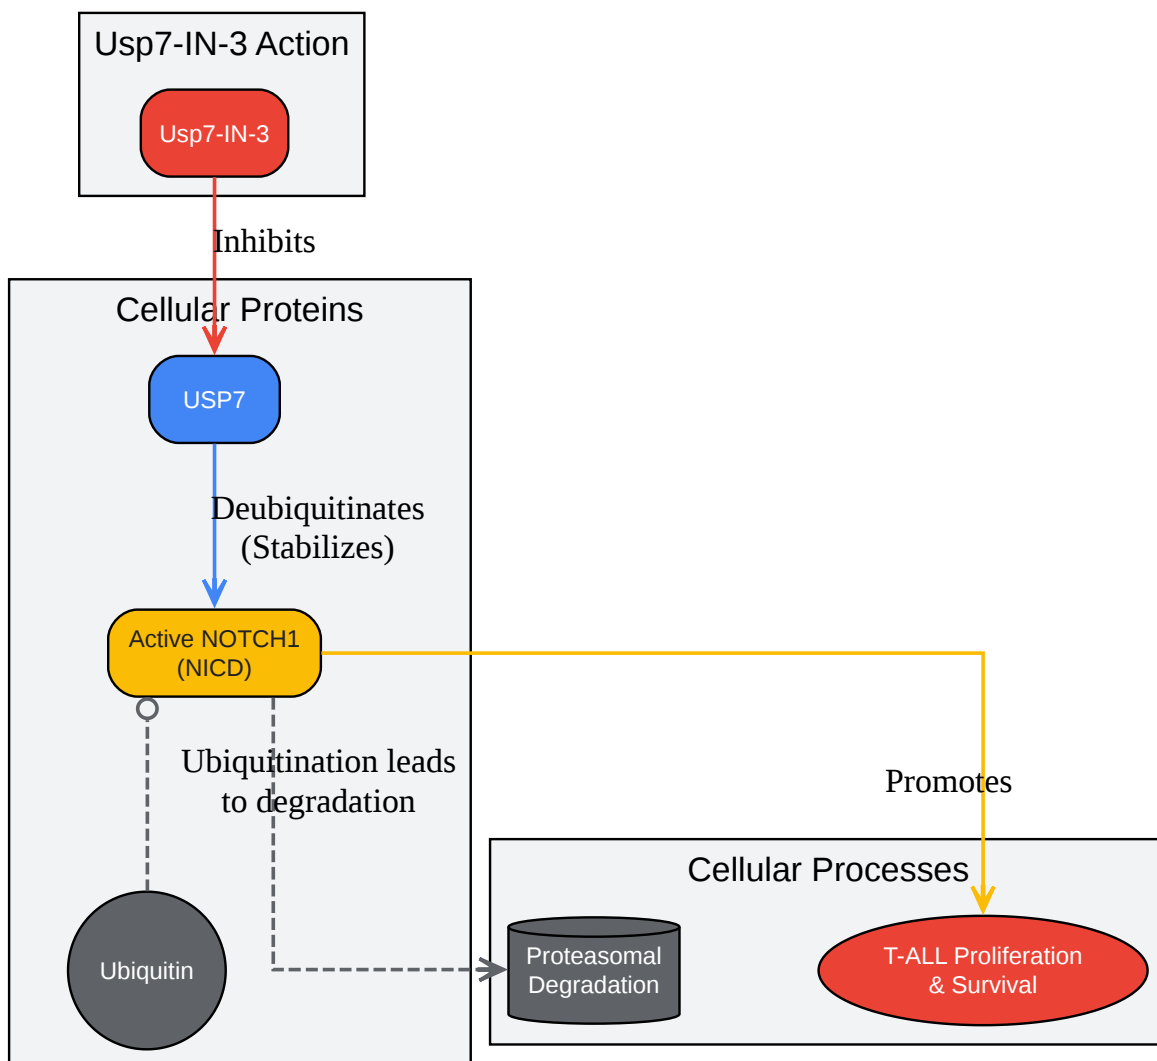 Usp7-IN-3 Action
Usp7-IN-3
Inhibits
Cellular Proteins
USP7
Deubiquitinates
(Stabilizes)
Active NOTCH1
(NICD)
Ubiquitination leads
to degradation
Promotes
Cellular Processes
Ubiquitin
Proteasomal
Degradation
T-ALL Proliferation
& Survival